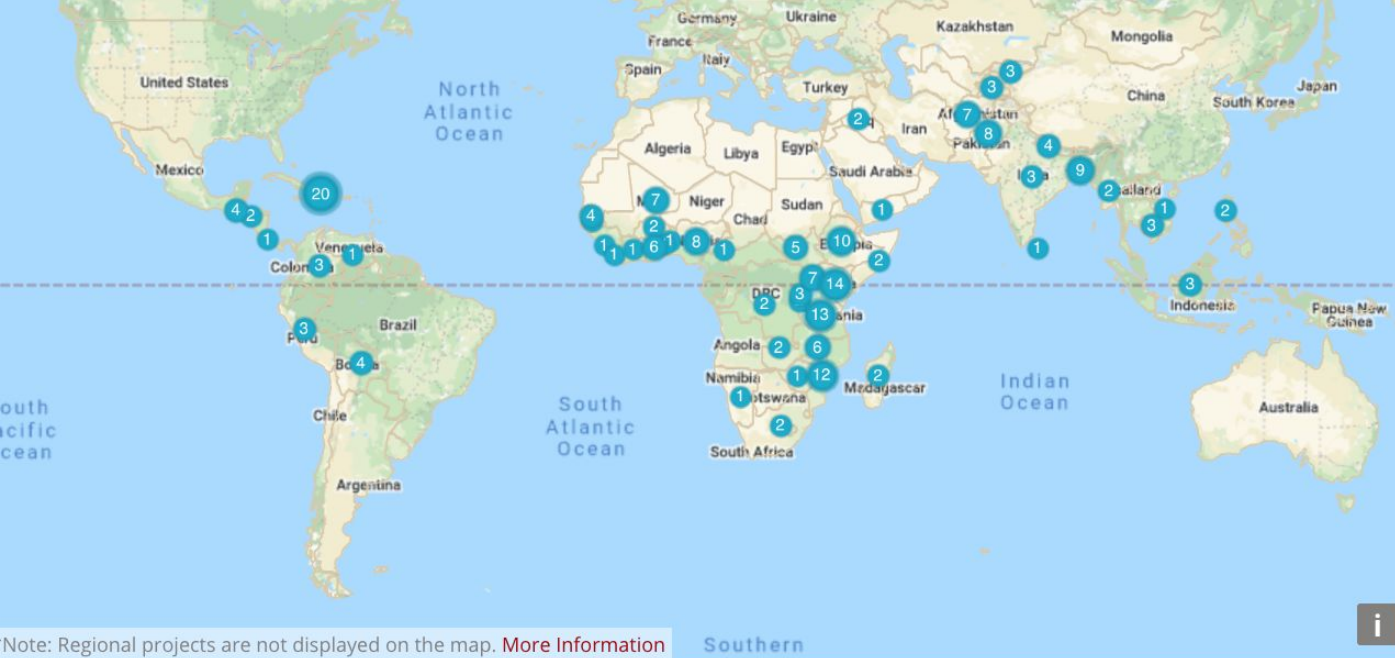 Germany
Ukraine
Kazakhstan
Mongolia
France
Italy
Spain
Turkey
3
3
China
Japan
South Korea
United States
North
Atlantic
Ocean
2
Iran
7
8
4
Algeria
Libya
Egypt
Saudi Arabia
3
9
2
Mexico
20
4
2
1
4
7
Niger
Chad
Sudan
1
1
3
2
2
1
1
1
6
1
8
1
5
10
2
1
Venezuela
1
3
7
14
DRC
2
3
13
3
Indonesia
Papua New
Guinea
3
Brazil
4
Angola
2
6
Namibia
1
12
2
Madagascar
1
2
South Africa
Chile
Argentina
South
Atlantic
Ocean
Indian
Ocean
Australia
Note: Regional projects are not displayed on the map. More Information
Southern
i